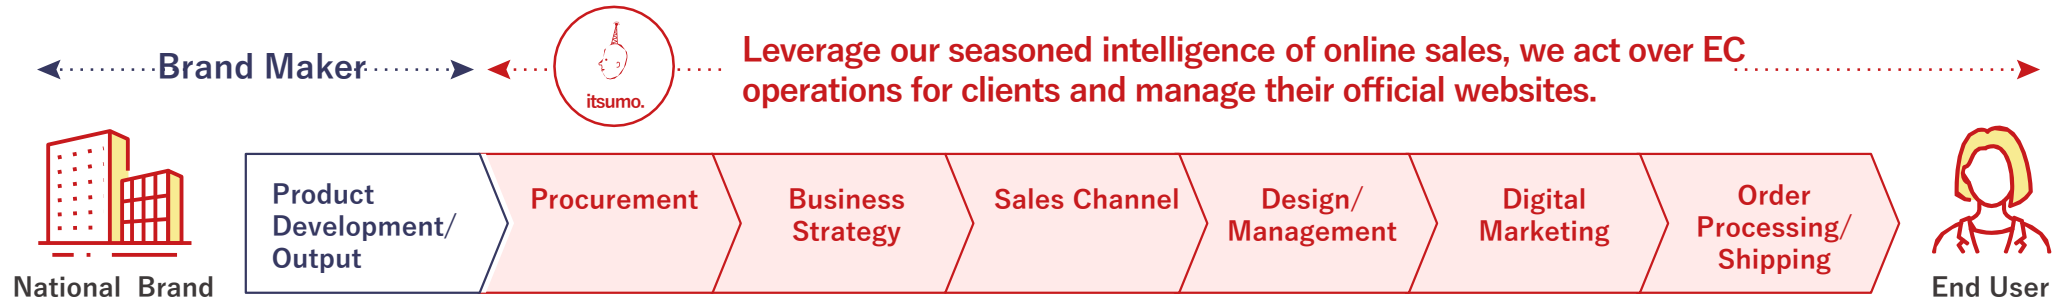 Brand Maker
itsumo.
Leverage our seasoned intelligence of online sales, we act over EC
operations for clients and manage their official websites.
National Brand
Product
Development/
Output
Procurement
Business
Strategy
Sales Channel
Design/
Management
Digital
Marketing
Order
Processing/
Shipping
End User